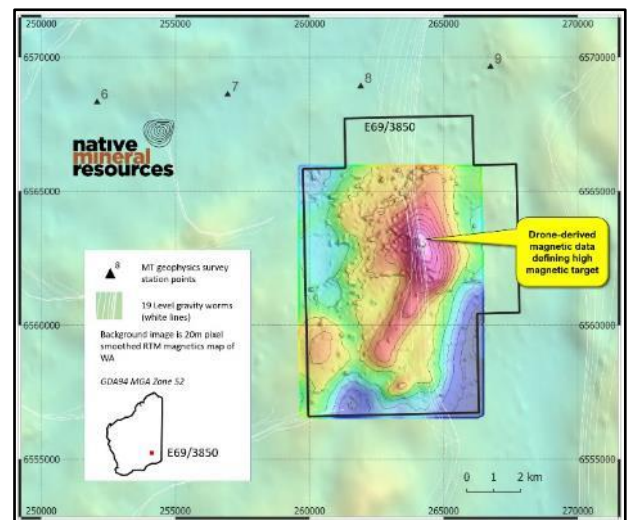 250000 255000 260000 265000 270000
6570000 6570000
6 7 8 9
E69/3850
native
mineral
resources
6565000 6565000
Drone-derived
magnetic data
defining high
magnetic target
8 MT geophysics survey
station points
19 Level gravity worms
(white lines)
Background image is 20m pixel
smoothed RTM magnetics map of
WA
GDA94 MGA Zone 52
E69/3850
6560000 6560000
6555000 6555000
0 1 2 km
250000 255000 260000 265000 270000